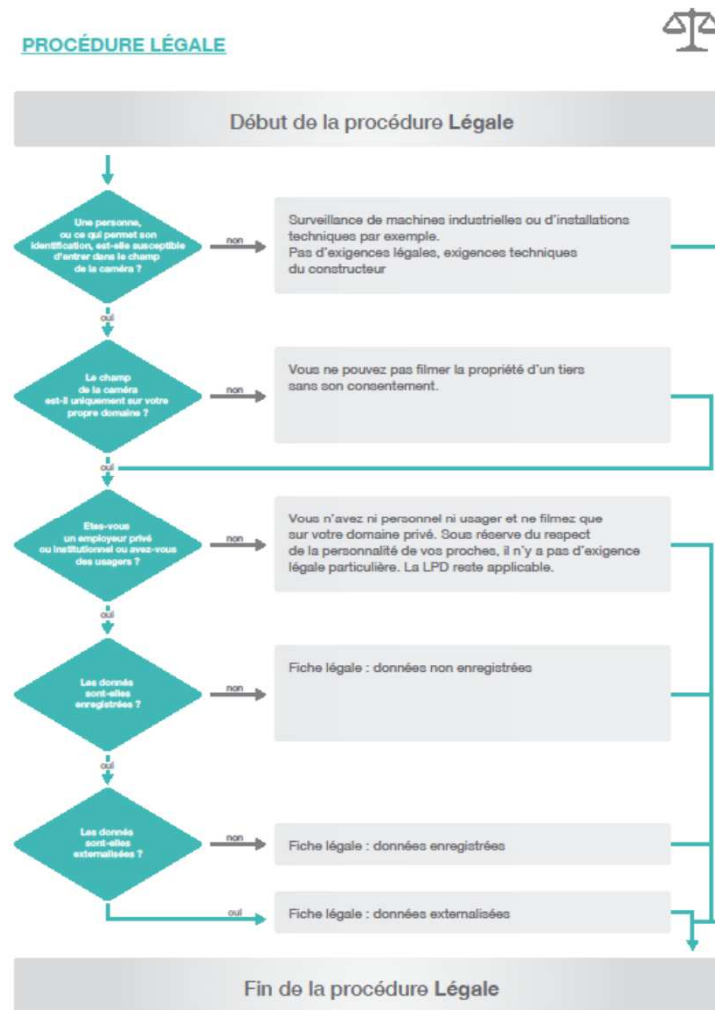 PROCÉDURE LÉGALE
Début de la procédure Légale
Une personne,
ou ce qui permet son
identification, est-elle susceptible
d'entrer dans le champ
de la caméra ?
non
Surveillance de machines industrielles ou d'installations
techniques par exemple.
Pas d'exigences légales, exigences techniques
du constructeur
oui
Le champ
de la caméra
est-il uniquement sur votre
propre domaine ?
non
Vous ne pouvez pas filmer la propriété d'un tiers
sans son consentement.
oui
Etes-vous
un employeur privé
ou institutionnel ou avez-vous
des usagers ?
non
Vous n'avez ni personnel ni usager et ne filmez que
sur votre domaine privé. Sous réserve du respect
de la personnalité de vos proches, il n'y a pas d'exigence
légale particulière. La LPD reste applicable.
oui
Les donnés
sont-elles
enregistrées ?
non
Fiche légale : données non enregistrées
oui
Les donnés
sont-elles
externalisées ?
non
Fiche légale : données enregistrées
oui
Fiche légale : données externalisées
Fin de la procédure Légale